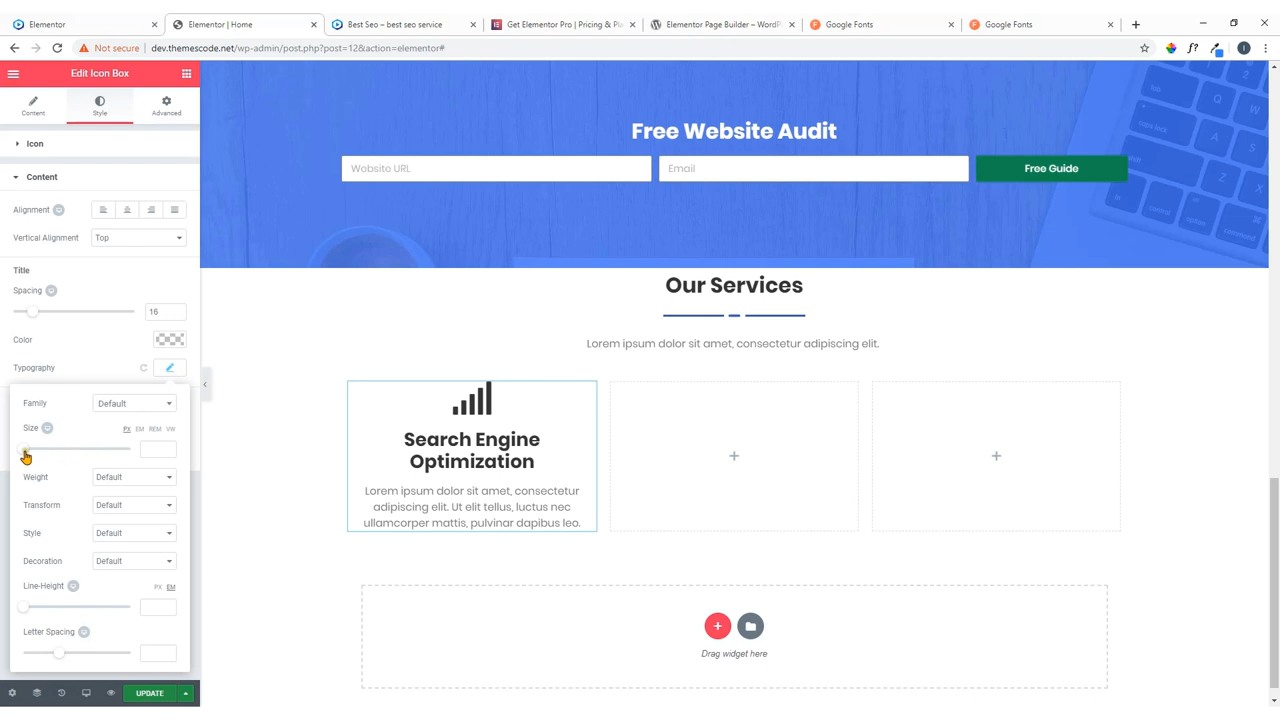 Elementor
Elementor | Home
Best Seo – best seo service
Get Elementor Pro | Pricing & Pl
Elementor Page Builder – WordP
Google Fonts
Google Fonts
Not secure
dev.themescode.net/wp-admin/post.php?post=12&action=elementor#
f?
I
Edit Icon Box
Content
Style
Advanced
Icon
Content
Alignment
Vertical Alignment
Top
Title
Spacing
16
Color
Typography
Family
Default
Size
PX EM REM VW
Weight
Default
Transform
Default
Style
Default
Decoration
Default
Line-Height
PX EM
Letter Spacing
UPDATE
Free Website Audit
Website URL
Email
Free Guide
Our Services
Lorem ipsum dolor sit amet, consectetur adipiscing elit.
Search Engine
Optimization
Lorem ipsum dolor sit amet, consectetur
adipiscing elit. Ut elit tellus, luctus nec
ullamcorper mattis, pulvinar dapibus leo.
Drag widget here